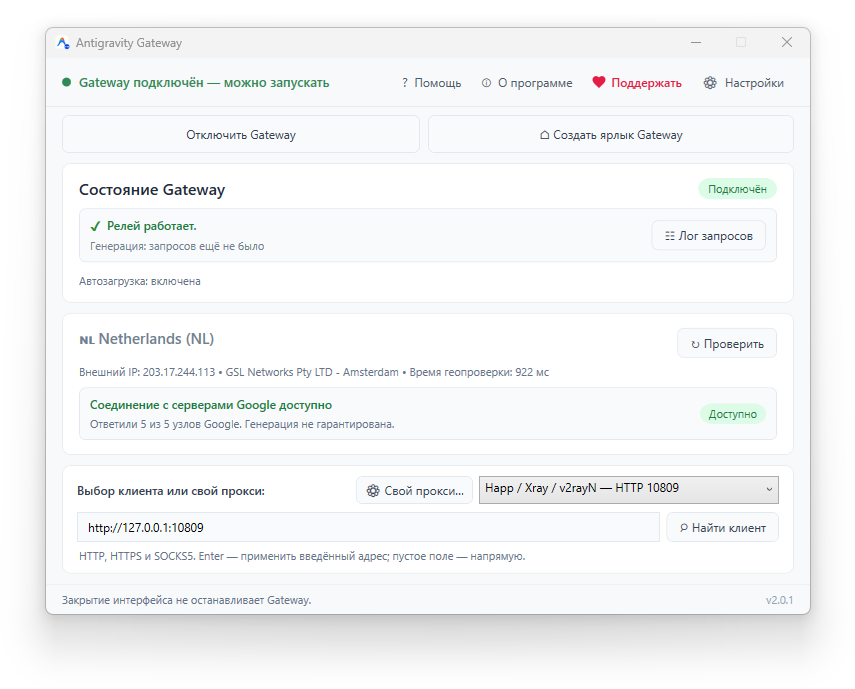 Antigravity Gateway
Gateway подключён — можно запускать
? Помощь
О программе
Поддержать
Настройки
Отключить Gateway
Создать ярлык Gateway
Состояние Gateway
Подключён
✓ Релей работает.
Генерация: запросов ещё не было
Лог запросов
Автозагрузка: включена
NL Netherlands (NL)
Проверить
Внешний IP: 203.17.244.113 • GSL Networks Pty LTD - Amsterdam • Время геопроверки: 922 мс
Соединение с серверами Google доступно
Ответили 5 из 5 узлов Google. Генерация не гарантирована.
Доступно
Выбор клиента или свой прокси:
Свой прокси...
Happ / Xray / v2rayN — HTTP 10809
http://127.0.0.1:10809
Найти клиент
HTTP, HTTPS и SOCKS5. Enter — применить введённый адрес; пустое поле — напрямую.
Закрытие интерфейса не останавливает Gateway.
v2.0.1